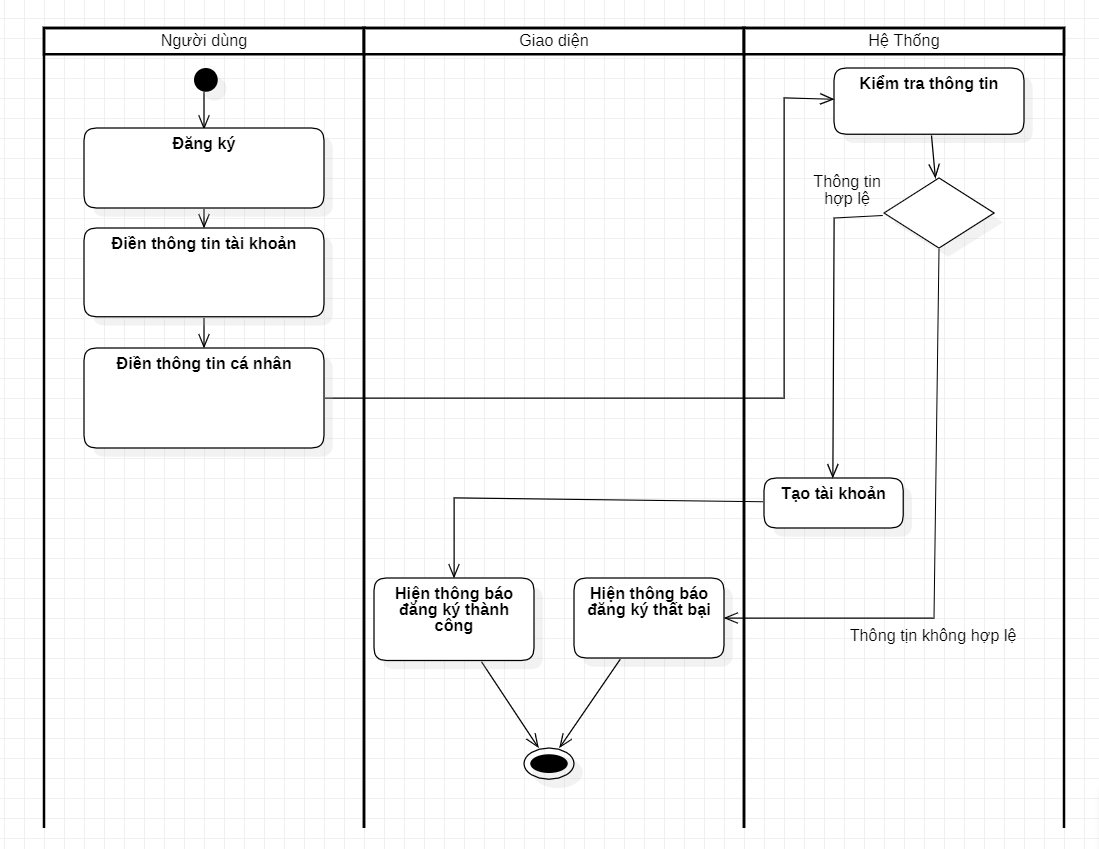 Người dùng
Giao diện
Hệ Thống
Đăng ký
Điền thông tin tài khoản
Điền thông tin cá nhân
Kiểm tra thông tin
Thông tin
hợp lệ
Tạo tài khoản
Hiện thông báo
đăng ký thành
công
Hiện thông báo
đăng ký thất bại
Thông tịn không hợp lệ